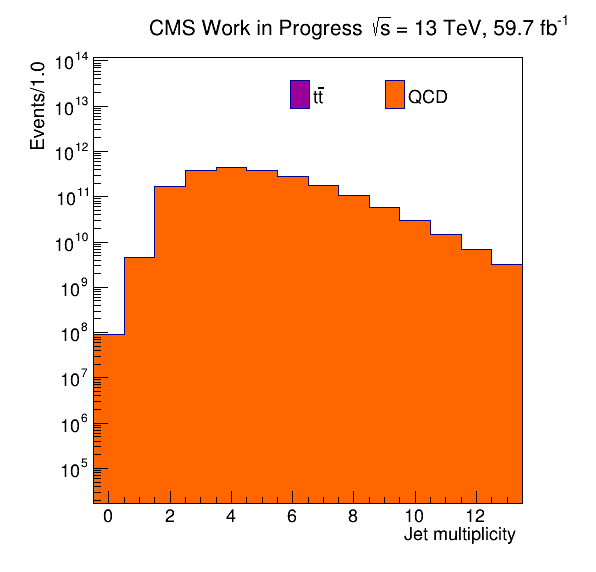 CMS Work in Progress √s = 13 TeV, 59.7 fb⁻¹
Events/1.0
tt̄ QCD
10¹⁴
10¹³
10¹²
10¹¹
10¹⁰
10⁹
10⁸
10⁷
10⁶
10⁵
0 2 4 6 8 10 12
Jet multiplicity